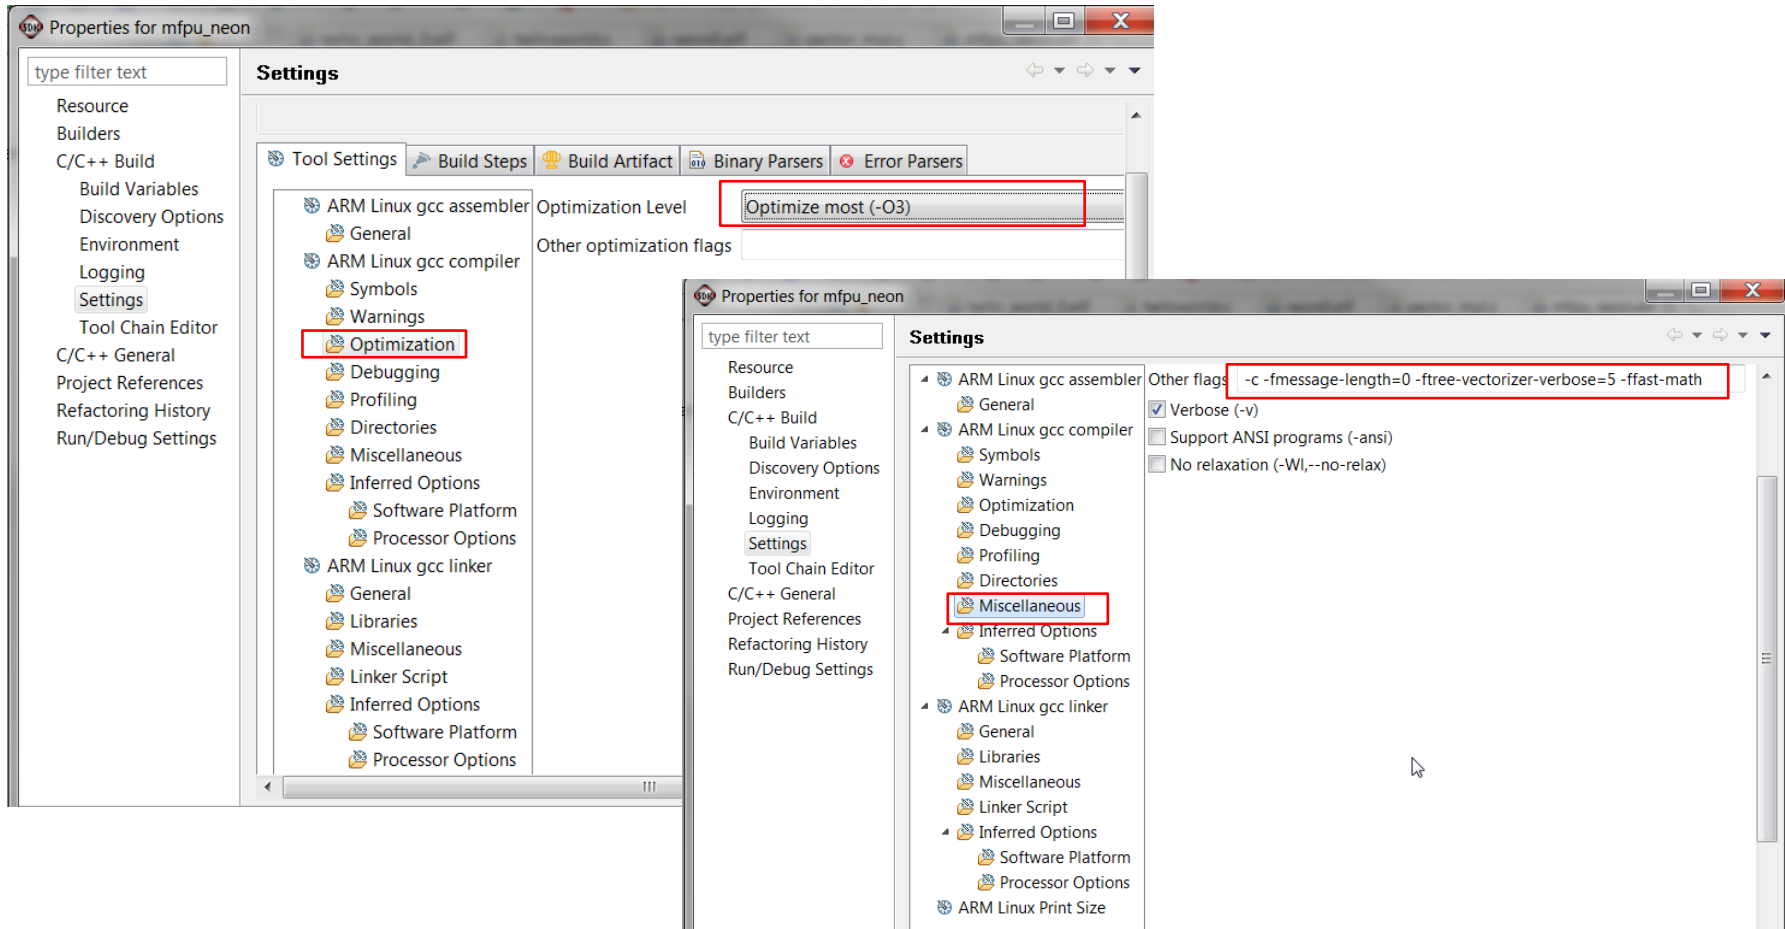 Properties for mfpu_neon
type filter text
Resource
Builders
C/C++ Build
Build Variables
Discovery Options
Environment
Logging
Settings
Tool Chain Editor
C/C++ General
Project References
Refactoring History
Run/Debug Settings
Settings
Tool Settings
Build Steps
Build Artifact
Binary Parsers
Error Parsers
ARM Linux gcc assembler
General
ARM Linux gcc compiler
Symbols
Warnings
Optimization
Debugging
Profiling
Directories
Miscellaneous
Inferred Options
Software Platform
Processor Options
ARM Linux gcc linker
General
Libraries
Miscellaneous
Linker Script
Inferred Options
Software Platform
Processor Options
Optimization Level
Optimize most (-O3)
Other optimization flags
Properties for mfpu_neon
type filter text
Resource
Builders
C/C++ Build
Build Variables
Discovery Options
Environment
Logging
Settings
Tool Chain Editor
C/C++ General
Project References
Refactoring History
Run/Debug Settings
Settings
ARM Linux gcc assembler
General
ARM Linux gcc compiler
Symbols
Warnings
Optimization
Debugging
Profiling
Directories
Miscellaneous
Inferred Options
Software Platform
Processor Options
ARM Linux gcc linker
General
Libraries
Miscellaneous
Linker Script
Inferred Options
Software Platform
Processor Options
ARM Linux Print Size
Other flags -c -fmessage-length=0 -ftree-vectorizer-verbose=5 -ffast-math
Verbose (-v)
Support ANSI programs (-ansi)
No relaxation (-Wl,--no-relax)